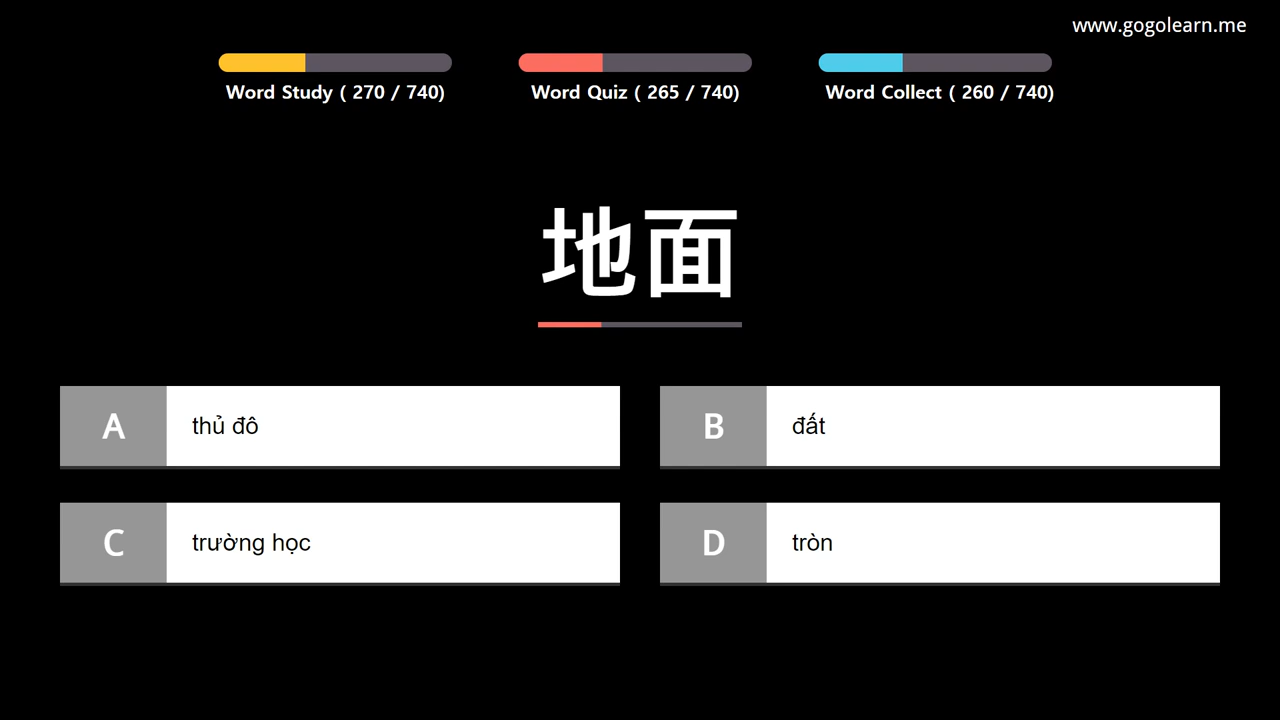 www.gogolearn.me
Word Study ( 270 / 740)
Word Quiz ( 265 / 740)
Word Collect ( 260 / 740)
地面
A thủ đô
B đất
C trường học
D tròn